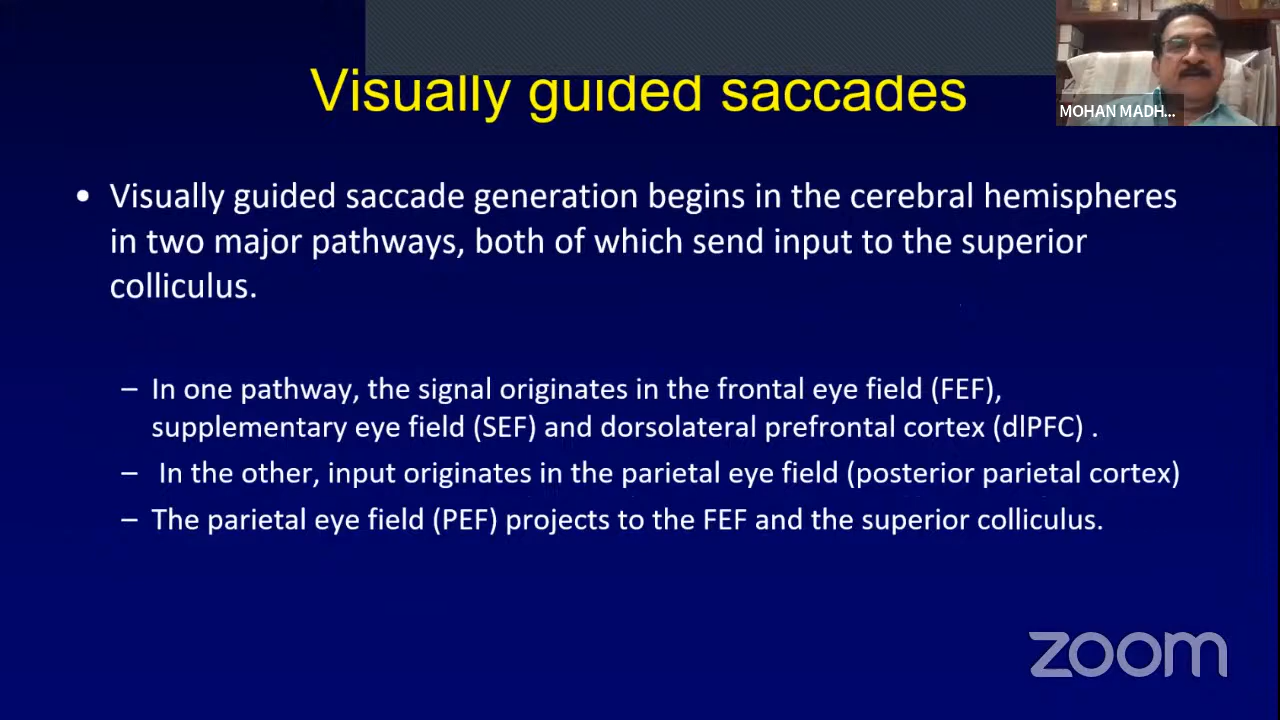 Visually guided saccades
MOHAN MADH...
• Visually guided saccade generation begins in the cerebral hemispheres
in two major pathways, both of which send input to the superior
colliculus.
– In one pathway, the signal originates in the frontal eye field (FEF),
supplementary eye field (SEF) and dorsolateral prefrontal cortex (dlPFC) .
– In the other, input originates in the parietal eye field (posterior parietal cortex)
– The parietal eye field (PEF) projects to the FEF and the superior colliculus.
zoom